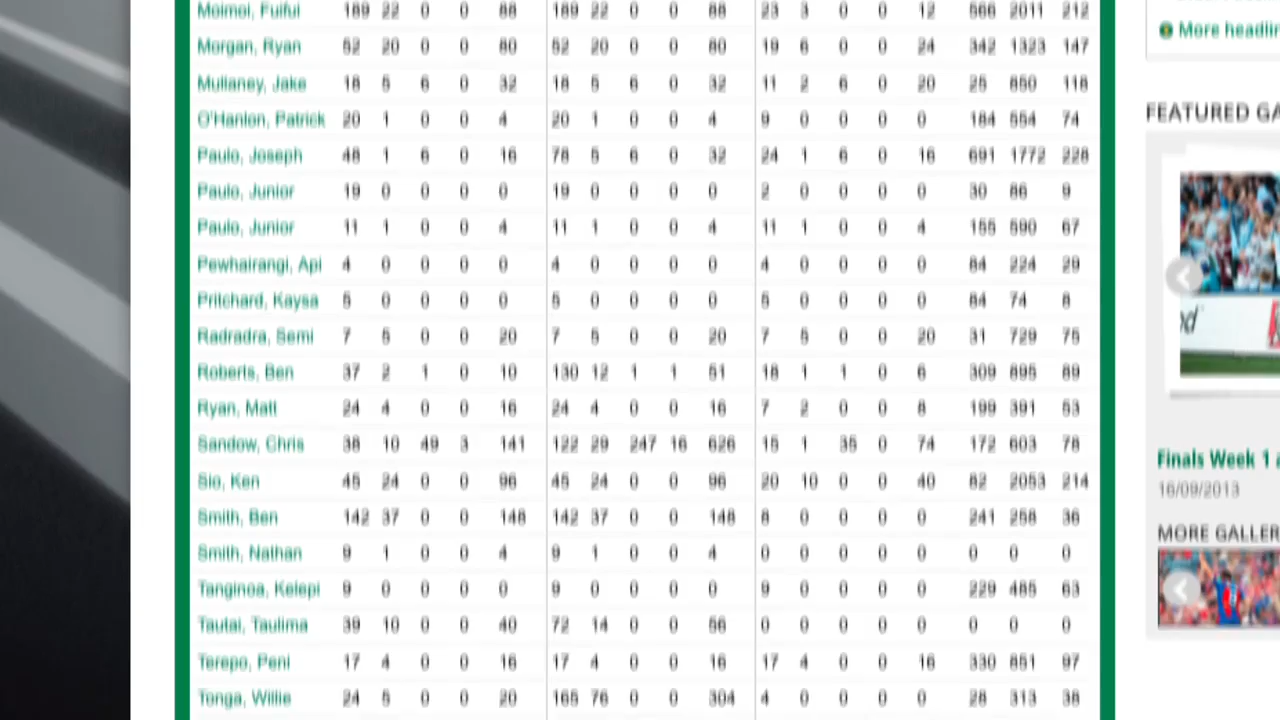 Moimoi, Fuifui 189 22 0 0 88 189 22 0 0 88 23 3 0 0 12 566 2011 212
Morgan, Ryan 52 20 0 0 80 52 20 0 0 80 19 6 0 0 24 342 1323 147
Mullaney, Jake 18 5 6 0 32 18 5 6 0 32 11 2 6 0 20 25 850 118
O'Hanlon, Patrick 20 1 0 0 4 20 1 0 0 4 9 0 0 0 0 184 554 74
Paulo, Joseph 48 1 6 0 16 78 5 6 0 32 24 1 6 0 16 691 1772 228
Paulo, Junior 19 0 0 0 0 19 0 0 0 0 2 0 0 0 0 30 86 9
Paulo, Junior 11 1 0 0 4 11 1 0 0 4 11 1 0 0 4 155 590 67
Pewhairangi, Api 4 0 0 0 0 4 0 0 0 0 4 0 0 0 0 84 224 29
Pritchard, Kaysa 5 0 0 0 0 5 0 0 0 0 5 0 0 0 0 84 74 8
Radradra, Semi 7 5 0 0 20 7 5 0 0 20 7 5 0 0 20 31 729 75
Roberts, Ben 37 2 1 0 10 130 12 1 1 51 18 1 1 0 6 309 895 89
Ryan, Matt 24 4 0 0 16 24 4 0 0 16 7 2 0 0 8 199 391 53
Sandow, Chris 38 10 49 3 141 122 29 247 16 626 15 1 35 0 74 172 603 78
Sio, Ken 45 24 0 0 96 45 24 0 0 96 20 10 0 0 40 82 2053 214
Smith, Ben 142 37 0 0 148 142 37 0 0 148 8 0 0 0 0 241 258 36
Smith, Nathan 9 1 0 0 4 9 1 0 0 4 0 0 0 0 0 0 0 0
Tanginoa, Kelepi 9 0 0 0 0 9 0 0 0 0 9 0 0 0 0 229 485 63
Tautai, Taulima 39 10 0 0 40 72 14 0 0 56 0 0 0 0 0 0 0 0
Terepo, Peni 17 4 0 0 16 17 4 0 0 16 17 4 0 0 16 330 851 97
Tonga, Willie 24 5 0 0 20 165 76 0 0 304 4 0 0 0 0 28 313 38
More headlin
FEATURED GA
Finals Week 1 a
16/09/2013
MORE GALLER